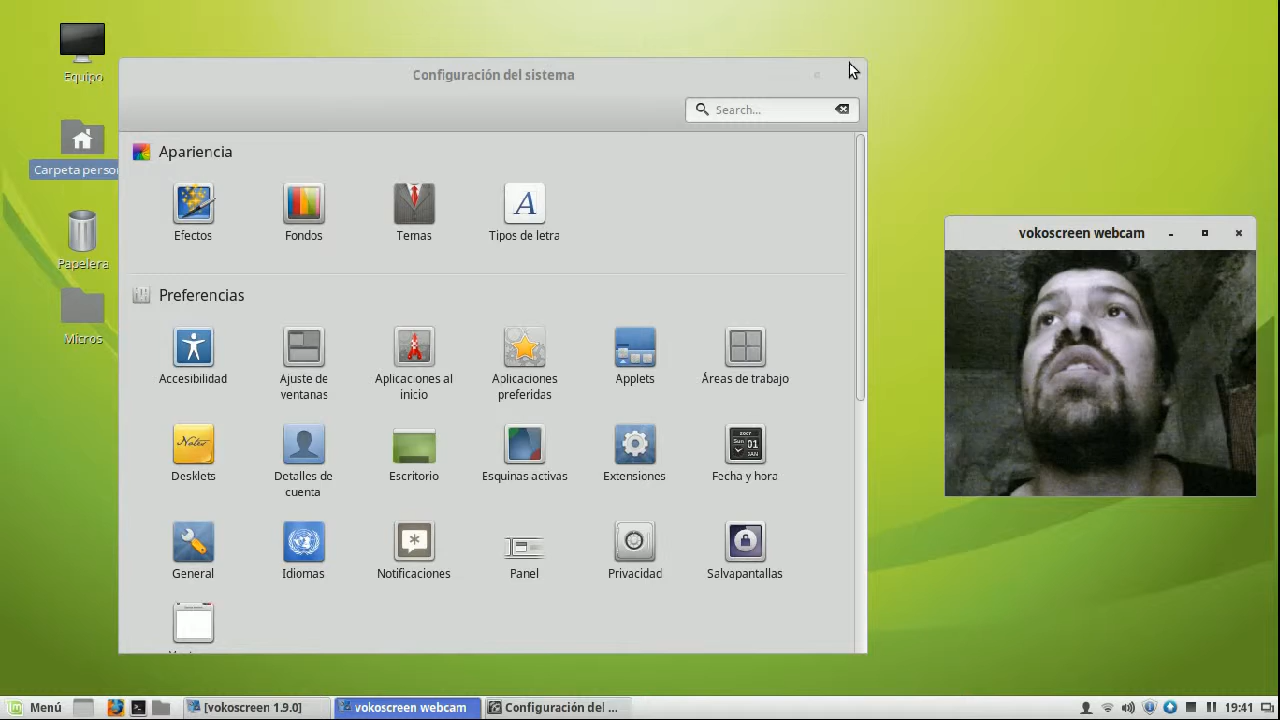 Equipo
Carpeta perso
Papelera
Micros
Configuración del sistema
Search...
Apariencia
Efectos
Fondos
Temas
Tipos de letra
Preferencias
Accesibilidad
Ajuste de
ventanas
Aplicaciones al
inicio
Aplicaciones
preferidas
Applets
Áreas de trabajo
Desklets
Detalles de
cuenta
Escritorio
Esquinas activas
Extensiones
Fecha y hora
General
Idiomas
Notificaciones
Panel
Privacidad
Salvapantallas
vokoscreen webcam
Menú
[vokoscreen 1.9.0]
vokoscreen webcam
Configuración del ...
19:41